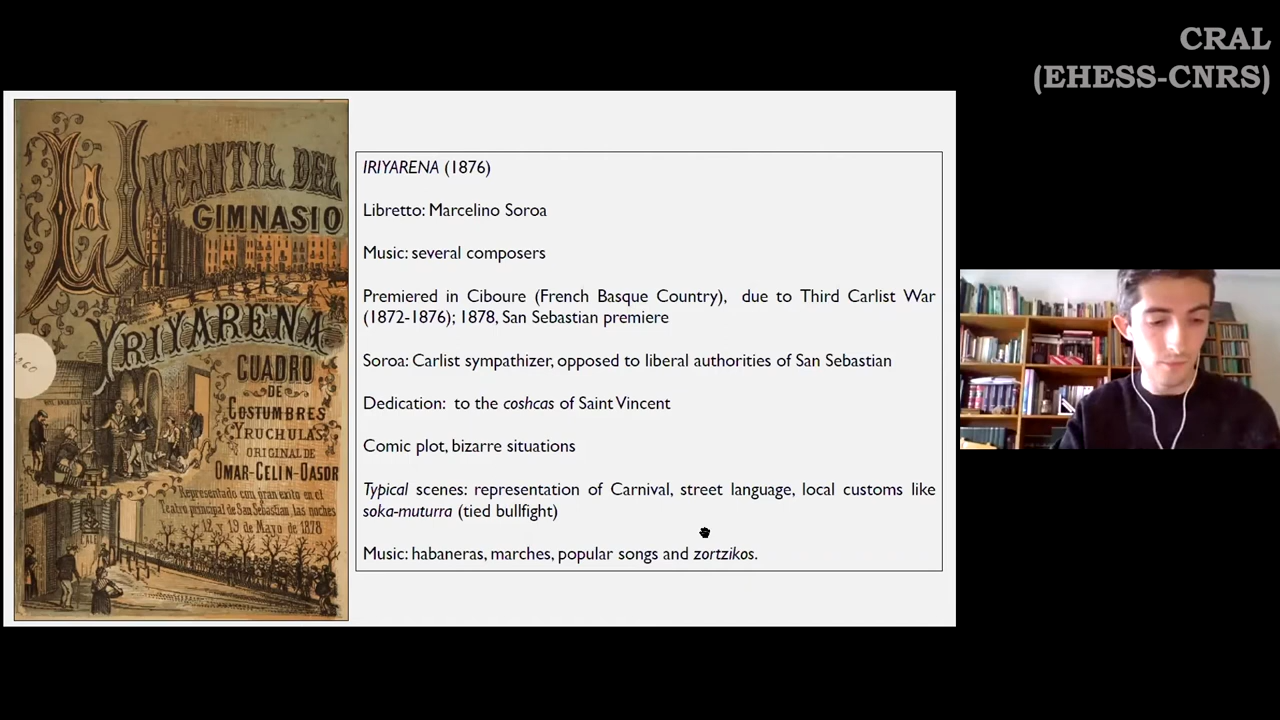 CRAL
(EHESS-CNRS)
LA INFANTIL DEL
GIMNASIO
YRIYARENA
CUADRO
DE
COSTUMBRES
YRUCHULAS
ORIGINAL DE
OMAR-CELIN-OASOR
Representado con gran exito en el
Teatro principal de San Sebastian, las noches
12 y 19 de Mayo de 1878
IRIYARENA (1876)
Libretto: Marcelino Soroa
Music: several composers
Premiered in Ciboure (French Basque Country), due to Third Carlist War
(1872-1876); 1878, San Sebastian premiere
Soroa: Carlist sympathizer, opposed to liberal authorities of San Sebastian
Dedication: to the coshcas of Saint Vincent
Comic plot, bizarre situations
Typical scenes: representation of Carnival, street language, local customs like
soka-muturra (tied bullfight)
Music: habaneras, marches, popular songs and zortzikos.